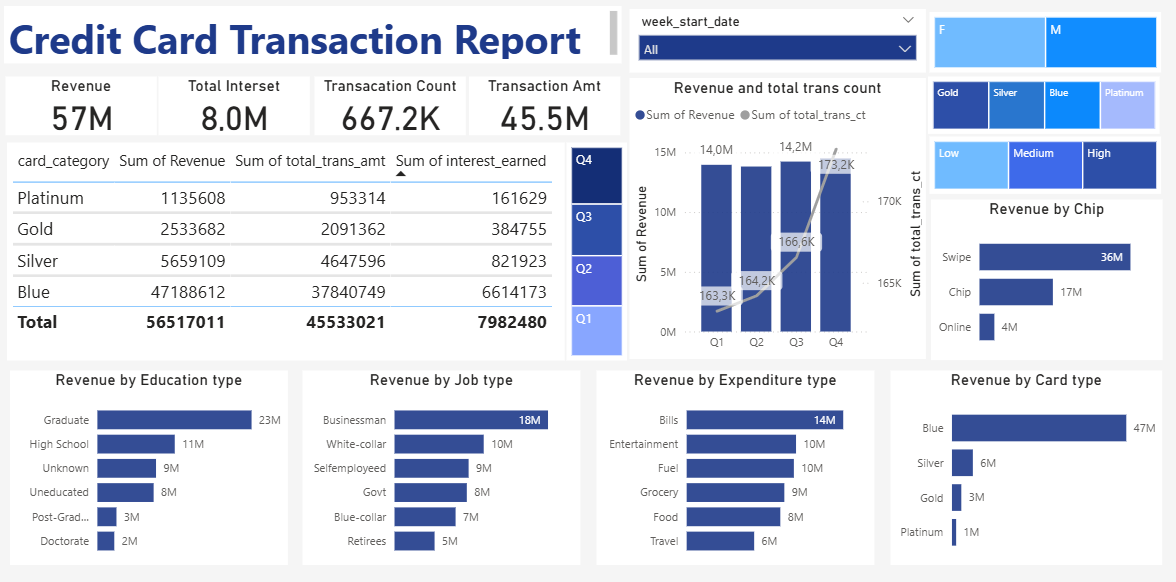 Credit Card Transaction Report
week_start_date
All
F
M
Revenue
57M
Total Interset
8,0M
Transacation Count
667,2K
Transaction Amt
45.5M
Gold
Silver
Blue
Platinum
Low
Medium
High
card_category Sum of Revenue Sum of total_trans_amt Sum of interest_earned
Platinum 1135608 953314 161629
Gold 2533682 2091362 384755
Silver 5659109 4647596 821923
Blue 47188612 37840749 6614173
Total 56517011 45533021 7982480
Q4
Q3
Q2
Q1
Revenue and total trans count
Sum of Revenue Sum of total_trans_ct
Sum of Revenue
15M
10M
5M
0M
14,0M
14,2M
163,3K
164,2K
166,6K
173,2K
170K
165K
Sum of total_trans_ct
Q1 Q2 Q3 Q4
Revenue by Chip
Swipe 36M
Chip 17M
Online 4M
Revenue by Education type
Graduate 23M
High School 11M
Unknown 9M
Uneducated 8M
Post-Grad... 3M
Doctorate 2M
Revenue by Job type
Businessman 18M
White-collar 10M
Selfemployeed 9M
Govt 8M
Blue-collar 7M
Retirees 5M
Revenue by Expenditure type
Bills 14M
Entertainment 10M
Fuel 10M
Grocery 9M
Food 8M
Travel 6M
Revenue by Card type
Blue 47M
Silver 6M
Gold 3M
Platinum 1M